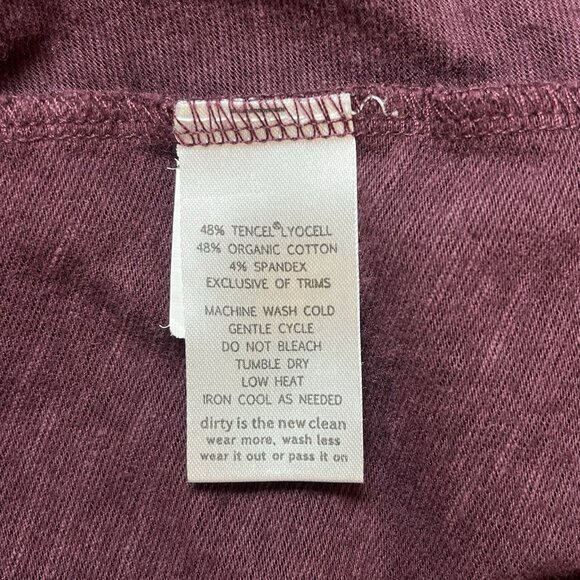 48% TENCEL® LYOCELL
48% ORGANIC COTTON
4% SPANDEX
EXCLUSIVE OF TRIMS
MACHINE WASH COLD
GENTLE CYCLE
DO NOT BLEACH
TUMBLE DRY
LOW HEAT
IRON COOL AS NEEDED
dirty is the new clean
wear more, wash less
wear it out or pass it on